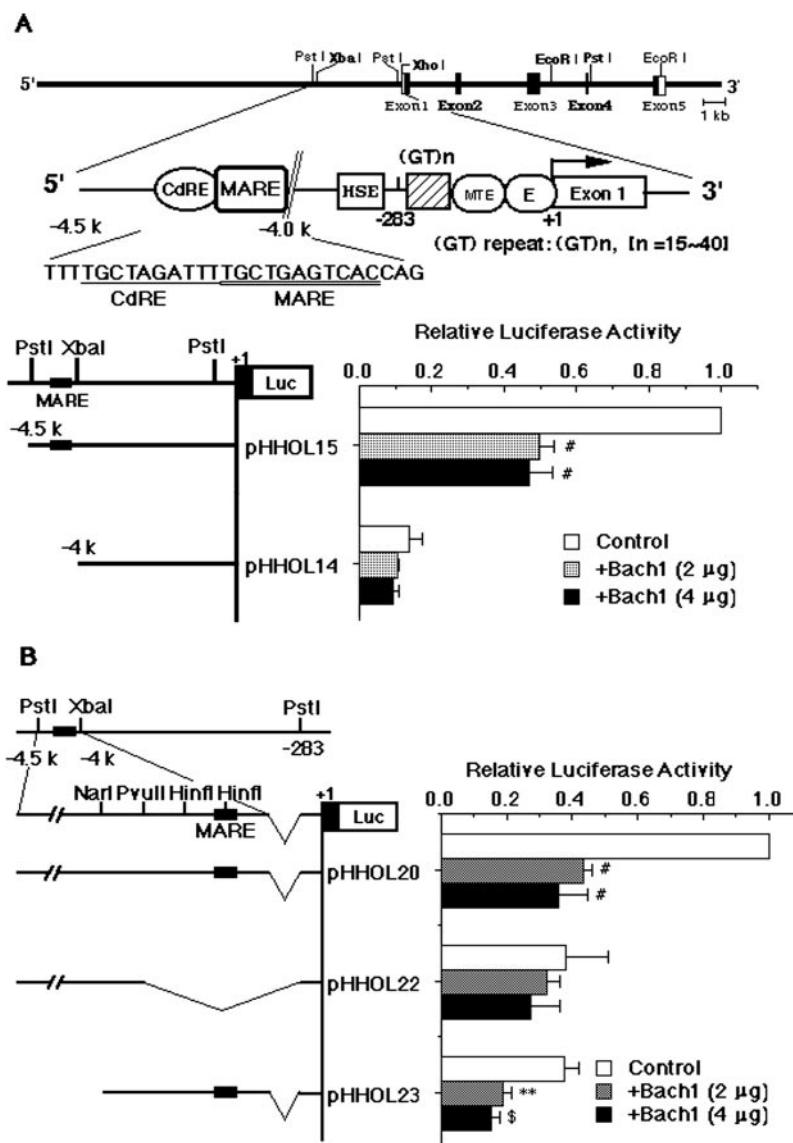 A
Pst I Xba I Pst I Xho I EcoR I Pst I EcoR I
5' 3'
Exon1 Exon2 Exon3 Exon4 Exon5
1 kb
(GT)n
5' CdRE MARE HSE MTE E Exon 1 3'
-283 +1
-4.5 k -4.0 k
(GT) repeat: (GT)n, [n =15~40]
TTTTGCTAGATTTTGCTGAGTCACCAG
CdRE MARE
Relative Luciferase Activity
PstI XbaI PstI +1
0.0 0.2 0.4 0.6 0.8 1.0
Luc
MARE
-4.5 k
pHHOL15
#
#
-4k
pHHOL14
Control
+Bach1 (2 µg)
+Bach1 (4 µg)
B
PstI XbaI PstI
-4.5 k -4 k -283
Relative Luciferase Activity
NarI PvuII HinfI HinfI +1
0.0 0.2 0.4 0.6 0.8 1.0
Luc
MARE
pHHOL20
#
#
pHHOL22
pHHOL23
**
$
Control
+Bach1 (2 µg)
+Bach1 (4 µg)